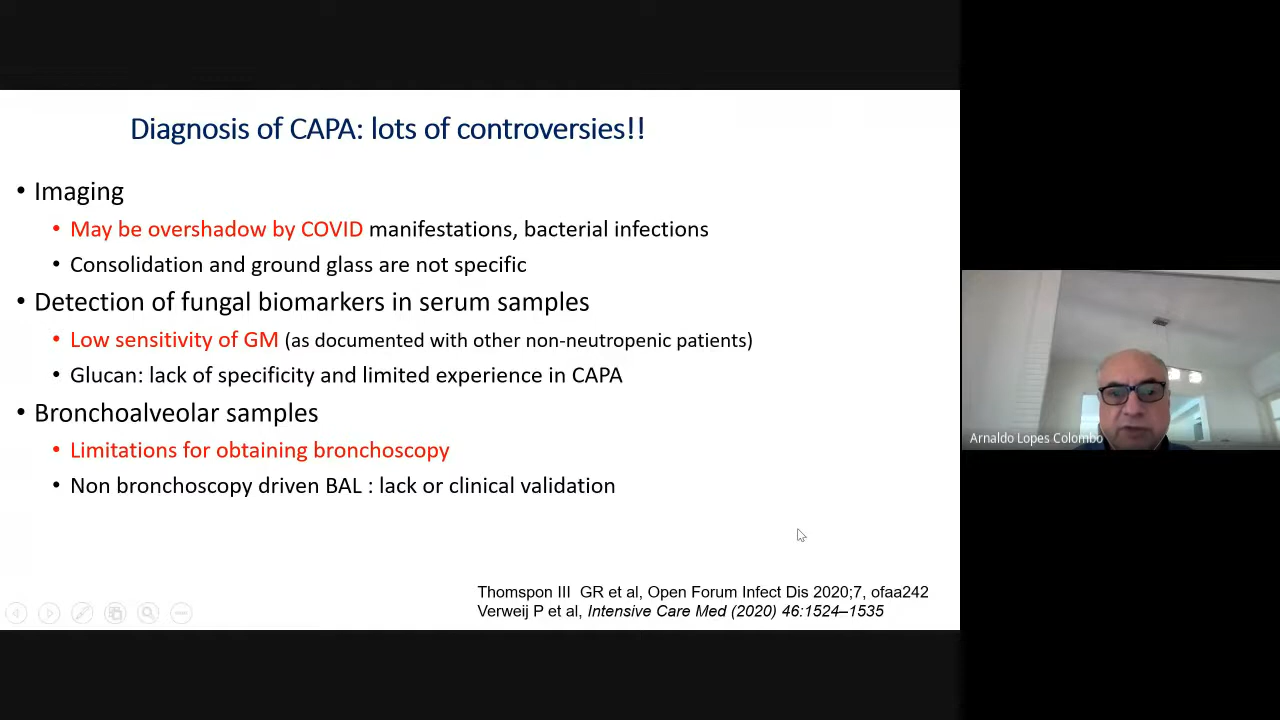 Diagnosis of CAPA: lots of controversies!!
• Imaging
• May be overshadow by COVID manifestations, bacterial infections
• Consolidation and ground glass are not specific
• Detection of fungal biomarkers in serum samples
• Low sensitivity of GM (as documented with other non-neutropenic patients)
• Glucan: lack of specificity and limited experience in CAPA
• Bronchoalveolar samples
• Limitations for obtaining bronchoscopy
• Non bronchoscopy driven BAL : lack or clinical validation
Thomspon III GR et al, Open Forum Infect Dis 2020;7, ofaa242
Verweij P et al, Intensive Care Med (2020) 46:1524–1535
Arnaldo Lopes Colombo